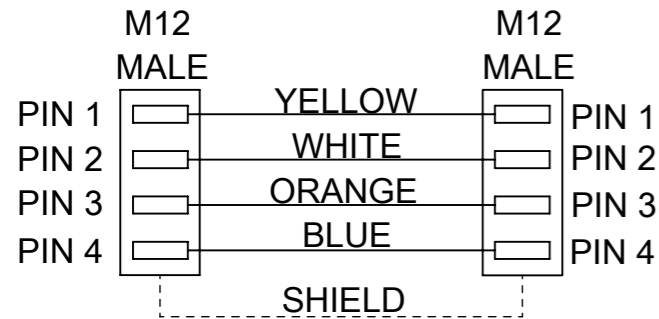 M12 M12
MALE MALE
PIN 1 YELLOW PIN 1
PIN 2 WHITE PIN 2
PIN 3 ORANGE PIN 3
PIN 4 BLUE PIN 4
SHIELD